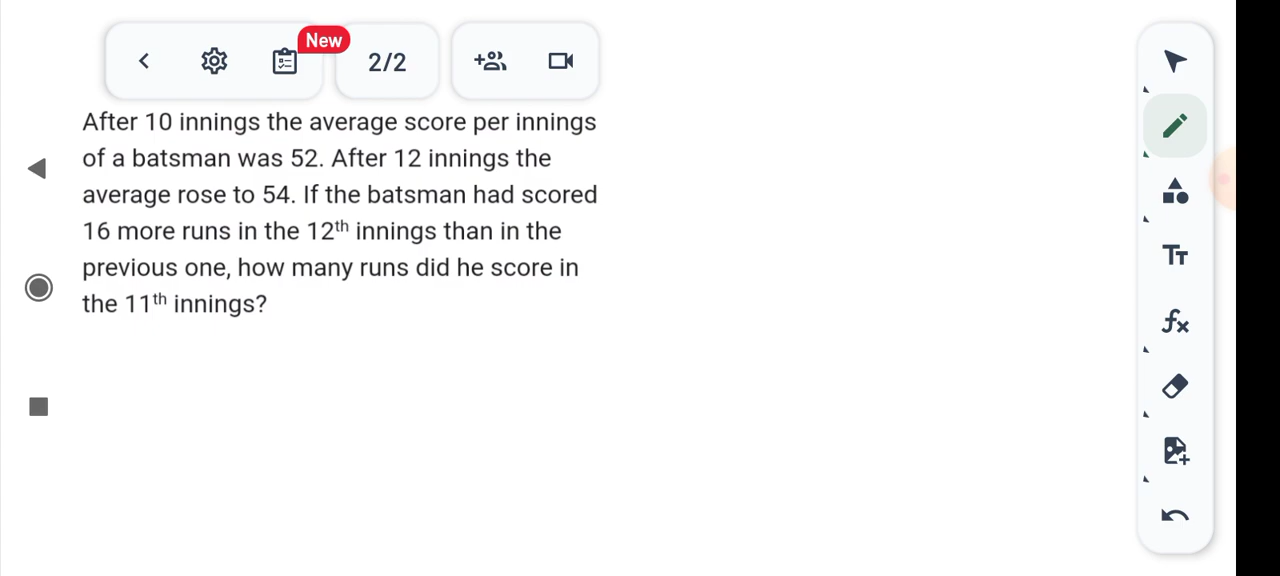 New
2/2
After 10 innings the average score per innings
of a batsman was 52. After 12 innings the
average rose to 54. If the batsman had scored
16 more runs in the 12th innings than in the
previous one, how many runs did he score in
the 11th innings?
TT
fx